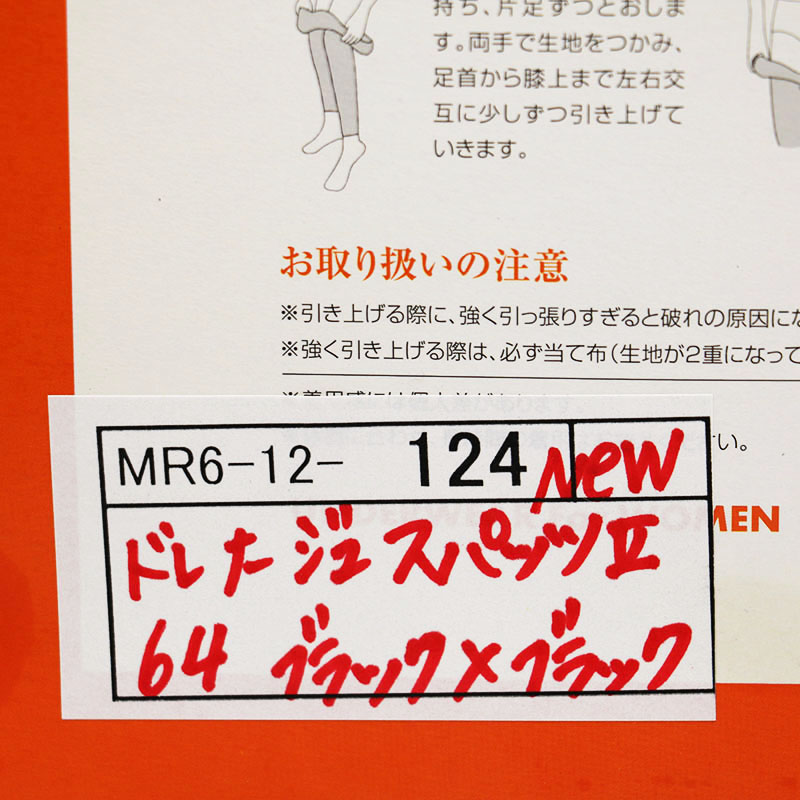 持ち、片足ずつとおしま
す。両手で生地をつかみ、
足首から膝上まで左右交
互に少しずつ引き上げて
いきます。
お取り扱いの注意
※引き上げる際に、強く引っ張りすぎると破れの原因にな
※強く引き上げる際は、必ず当て布（生地が2重になって
い。
MEN
MR6-12- 124 New
ドレナージュスパッツⅡ
64 ブラック×ブラック